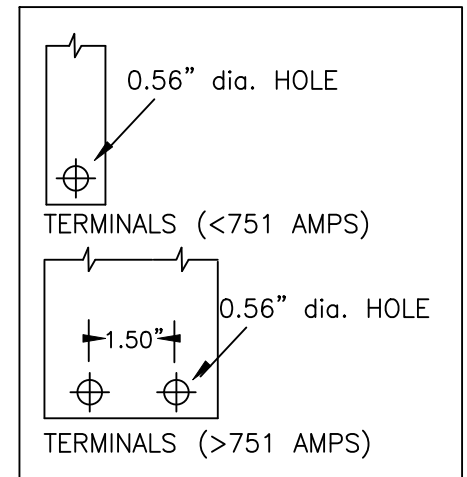 0.56” dia. HOLE
TERMINALS (<751 AMPS)
0.56” dia. HOLE
1.50”
TERMINALS (>751 AMPS)